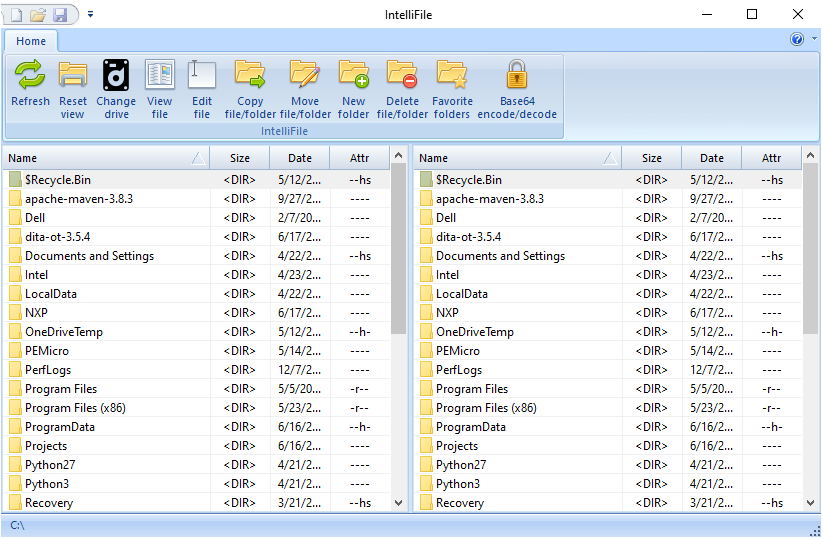 IntelliFile
Home
Refresh Reset view Change drive View file Edit file Copy file/folder Move file/folder New folder Delete file/folder Favorite folders Base64 encode/decode
IntelliFile
Name Size Date Attr Name Size Date Attr
$Recycle.Bin <DIR> 5/12/2... --hs $Recycle.Bin <DIR> 5/12/2... --hs
apache-maven-3.8.3 <DIR> 9/27/2... ---- apache-maven-3.8.3 <DIR> 9/27/2... ----
Dell <DIR> 2/7/20... ---- Dell <DIR> 2/7/20... ----
dita-ot-3.5.4 <DIR> 6/17/2... ---- dita-ot-3.5.4 <DIR> 6/17/2... ----
Documents and Settings <DIR> 4/22/2... --hs Documents and Settings <DIR> 4/22/2... --hs
Intel <DIR> 4/23/2... ---- Intel <DIR> 4/23/2... ----
LocalData <DIR> 4/22/2... ---- LocalData <DIR> 4/22/2... ----
NXP <DIR> 6/17/2... ---- NXP <DIR> 6/17/2... ----
OneDriveTemp <DIR> 5/12/2... --h- OneDriveTemp <DIR> 5/12/2... --h-
PEMicro <DIR> 5/14/2... ---- PEMicro <DIR> 5/14/2... ----
PerfLogs <DIR> 12/7/2... ---- PerfLogs <DIR> 12/7/2... ----
Program Files <DIR> 5/5/20... -r-- Program Files <DIR> 5/5/20... -r--
Program Files (x86) <DIR> 5/23/2... -r-- Program Files (x86) <DIR> 5/23/2... -r--
ProgramData <DIR> 6/16/2... --h- ProgramData <DIR> 6/16/2... --h-
Projects <DIR> 6/16/2... ---- Projects <DIR> 6/16/2... ----
Python27 <DIR> 4/21/2... ---- Python27 <DIR> 4/21/2... ----
Python3 <DIR> 4/21/2... ---- Python3 <DIR> 4/21/2... ----
Recovery <DIR> 3/21/2... --hs Recovery <DIR> 3/21/2... --hs
C:\